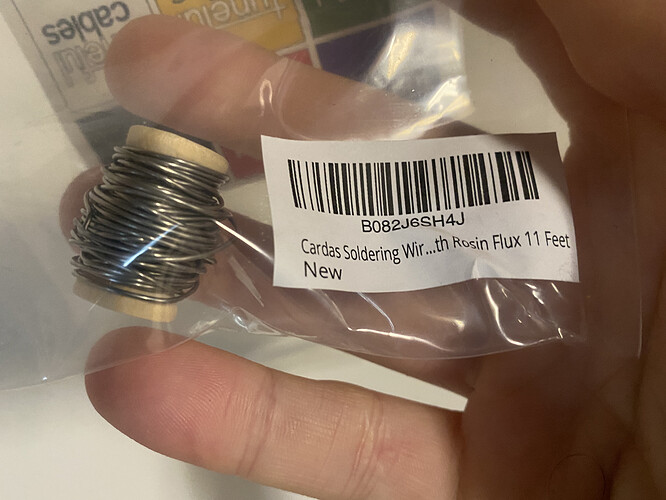 cables
B082J6SH4J
Cardas Soldering Wir...th Rosin Flux 11 Feet
New